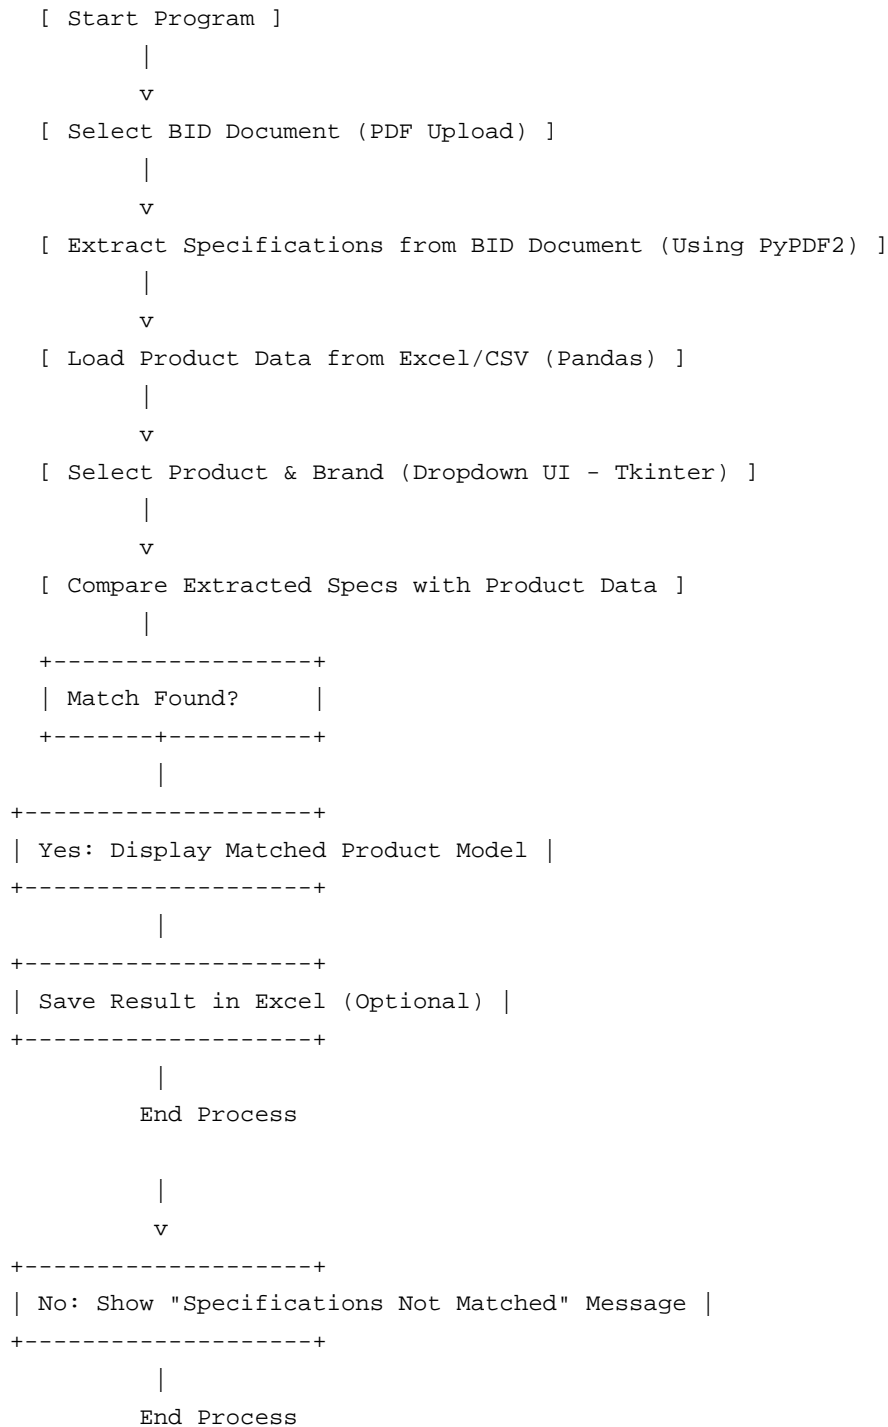 [ Start Program ]
|
v
[ Select BID Document (PDF Upload) ]
|
v
[ Extract Specifications from BID Document (Using PyPDF2) ]
|
v
[ Load Product Data from Excel/CSV (Pandas) ]
|
v
[ Select Product & Brand (Dropdown UI - Tkinter) ]
|
v
[ Compare Extracted Specs with Product Data ]
|
+------------------+
| Match Found?     |
+-------+----------+
|
+--------------------+
| Yes: Display Matched Product Model |
+--------------------+
|
+--------------------+
| Save Result in Excel (Optional) |
+--------------------+
|
End Process
|
v
+--------------------+
| No: Show "Specifications Not Matched" Message |
+--------------------+
|
End Process